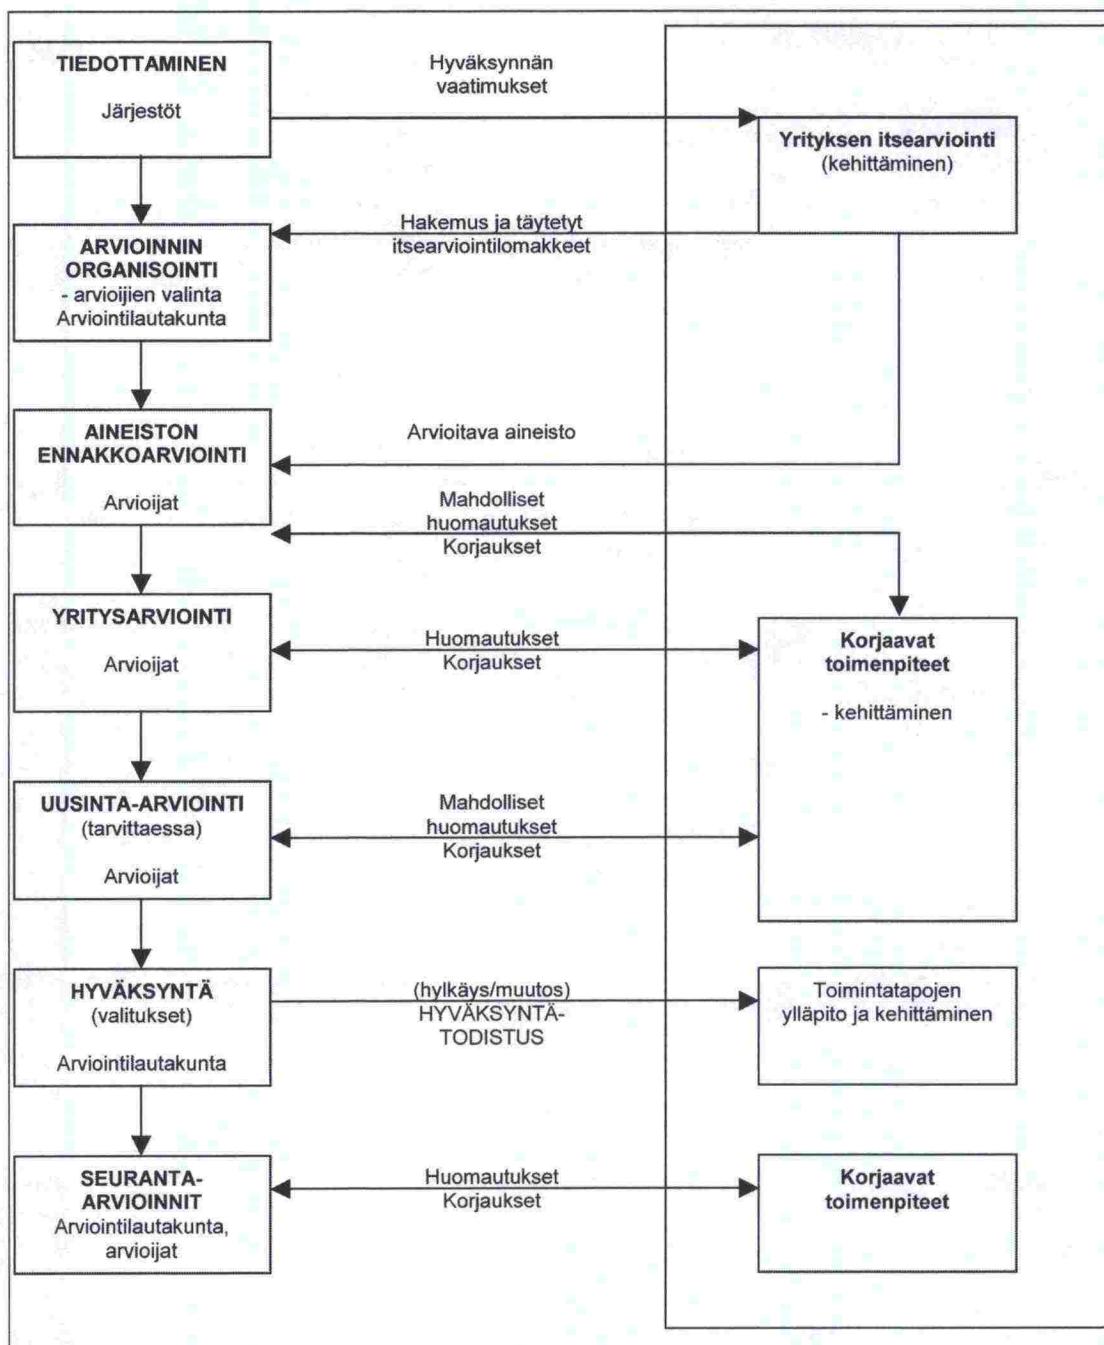 TIEDOTTAMINEN
Järjestöt
Hyväksynnän
vaatimukset
Yrityksen itsearviointi
(kehittäminen)
ARVIOINNIN
ORGANISOINTI
- arvioijien valinta
Arviointilautakunta
Hakemus ja täytetyt
itsearviointilomakkeet
AINEISTON
ENNAKKOARVIOINTI
Arvioijat
Arvioitava aineisto
Mahdolliset
huomautukset
Korjaukset
YRITYSARVIOINTI
Arvioijat
Huomautukset
Korjaukset
Korjaavat
toimenpiteet
- kehittäminen
UUSINTA-ARVIOINTI
(tarvittaessa)
Arvioijat
Mahdolliset
huomautukset
Korjaukset
HYVÄKSYNTÄ
(valitukset)
Arviointilautakunta
(hylkäys/muutos)
HYVÄKSYNTÄ-
TODISTUS
Toimintatapojen
ylläpito ja kehittäminen
SEURANTA-
ARVIOINNIT
Arviointilautakunta,
arvioijat
Huomautukset
Korjaukset
Korjaavat
toimenpiteet